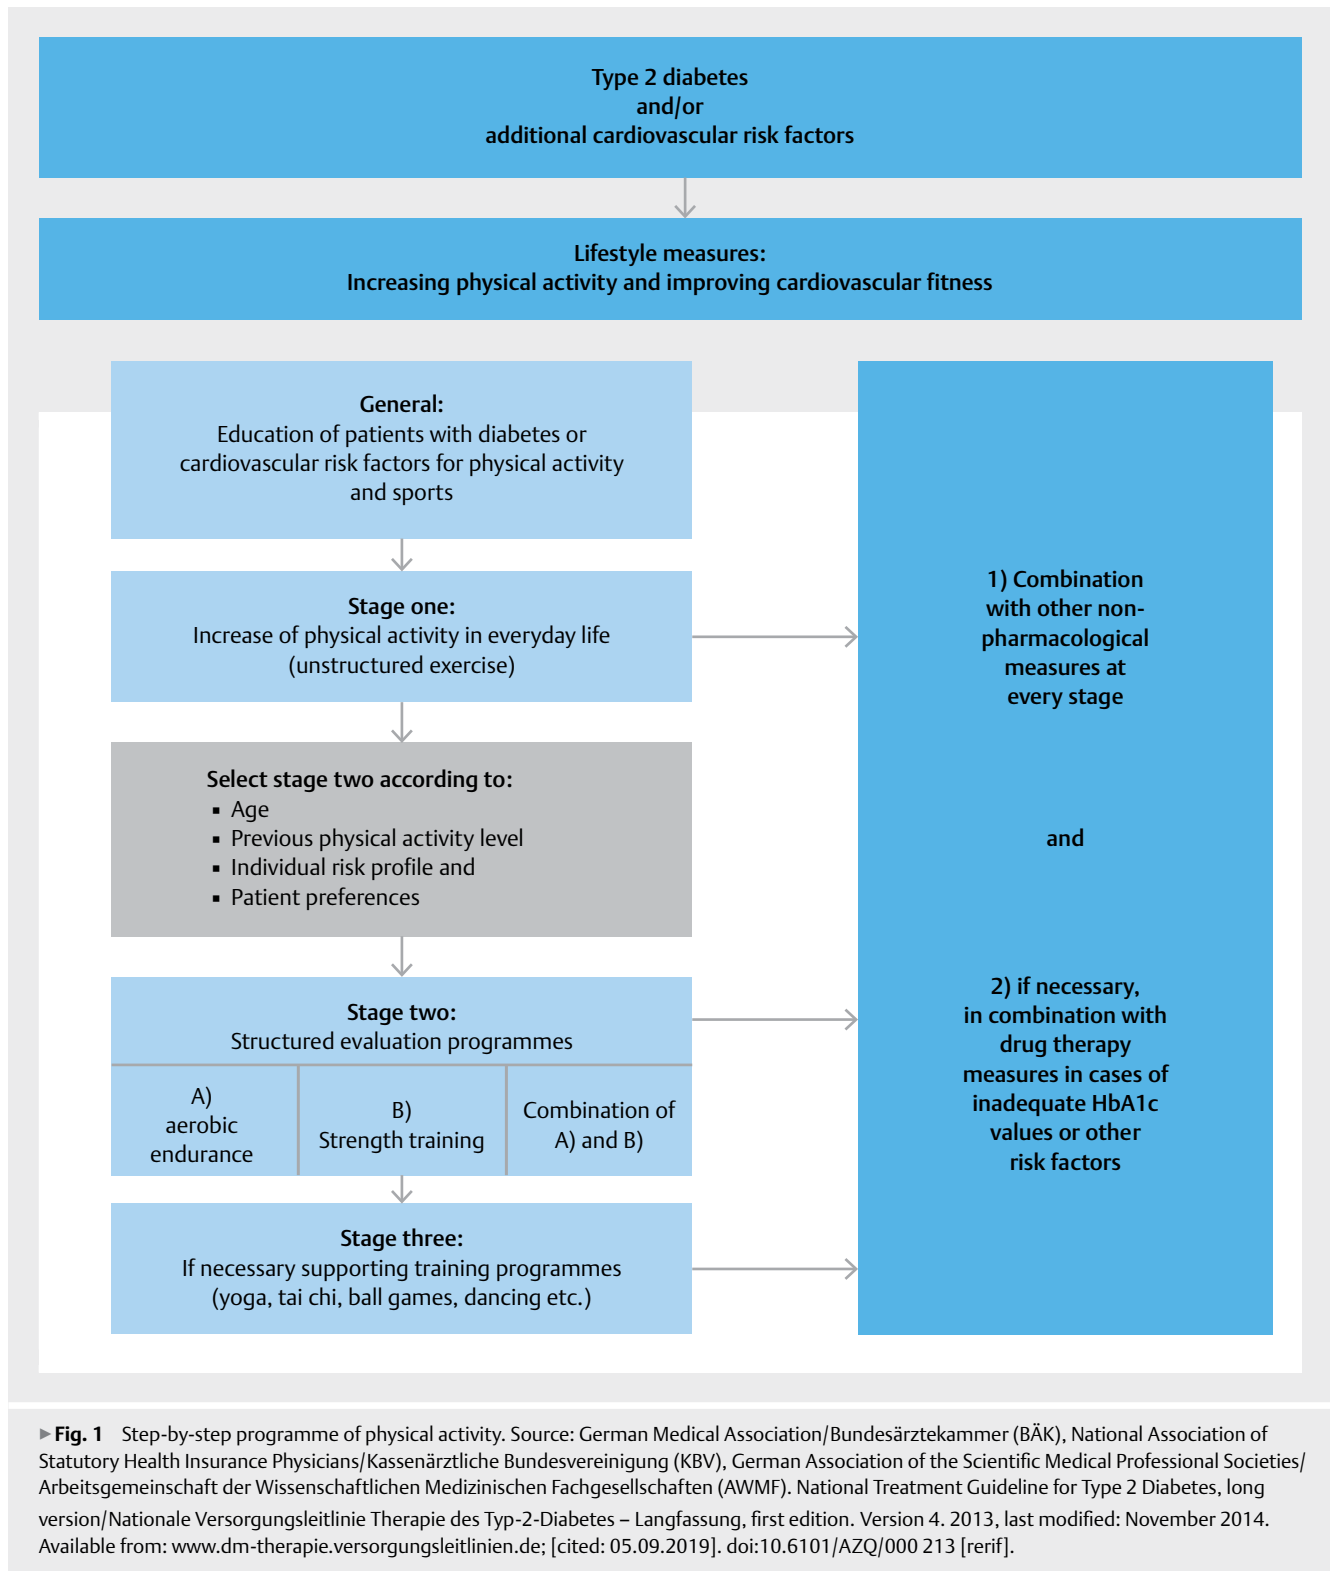 Type 2 diabetes
and/or
additional cardiovascular risk factors
Lifestyle measures:
Increasing physical activity and improving cardiovascular fitness
General:
Education of patients with diabetes or
cardiovascular risk factors for physical activity
and sports
Stage one:
Increase of physical activity in everyday life
(unstructured exercise)
Select stage two according to:
▪ Age
▪ Previous physical activity level
▪ Individual risk profile and
▪ Patient preferences
Stage two:
Structured evaluation programmes
A)
aerobic
endurance
B)
Strength training
Combination of
A) and B)
Stage three:
If necessary supporting training programmes
(yoga, tai chi, ball games, dancing etc.)
1) Combination
with other non-
pharmacological
measures at
every stage
and
2) if necessary,
in combination with
drug therapy
measures in cases of
inadequate HbA1c
values or other
risk factors
▶Fig. 1 Step-by-step programme of physical activity. Source: German Medical Association/Bundesärztekammer (BÄK), National Association of
Statutory Health Insurance Physicians/Kassenärztliche Bundesvereinigung (KBV), German Association of the Scientific Medical Professional Societies/
Arbeitsgemeinschaft der Wissenschaftlichen Medizinischen Fachgesellschaften (AWMF). National Treatment Guideline for Type 2 Diabetes, long
version/Nationale Versorgungsleitlinie Therapie des Typ-2-Diabetes – Langfassung, first edition. Version 4. 2013, last modified: November 2014.
Available from: www.dm-therapie.versorgungsleitlinien.de; [cited: 05.09.2019]. doi:10.6101/AZQ/000 213 [rerif].